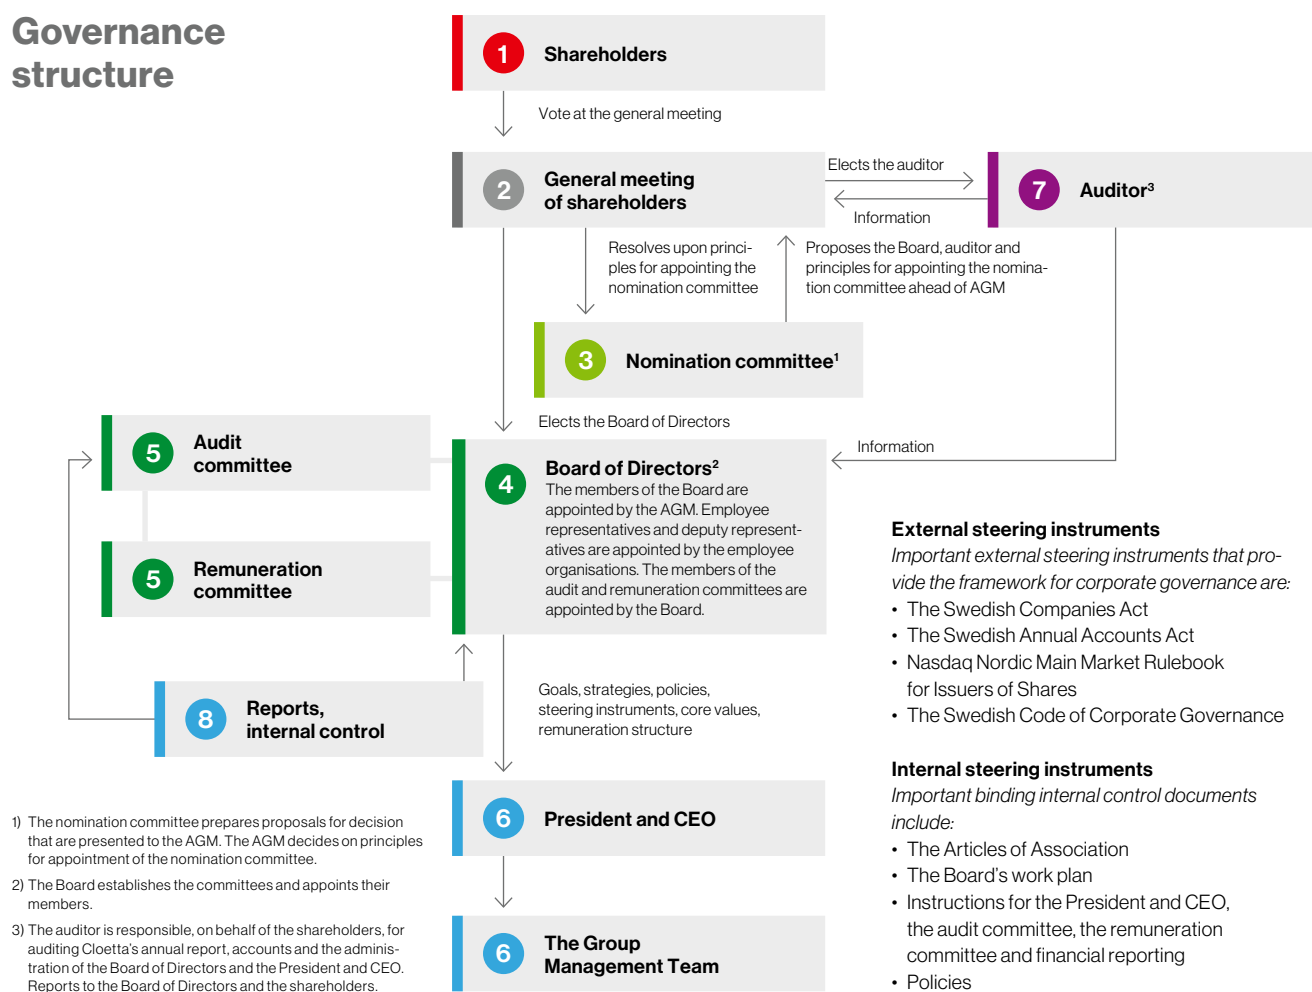 Governance
structure
1 Shareholders
Vote at the general meeting
2 General meeting
of shareholders
Elects the auditor
Information
7 Auditor³
Resolves upon princi-
ples for appointing the
nomination committee
Proposes the Board, auditor and
principles for appointing the nomina-
tion committee ahead of AGM
3 Nomination committee¹
Elects the Board of Directors
Information
5 Audit
committee
5 Remuneration
committee
4 Board of Directors²
The members of the Board are
appointed by the AGM. Employee
representatives and deputy represent-
atives are appointed by the employee
organisations. The members of the
audit and remuneration committees are
appointed by the Board.
8 Reports,
internal control
Goals, strategies, policies,
steering instruments, core values,
remuneration structure
6 President and CEO
6 The Group
Management Team
External steering instruments
Important external steering instruments that pro-
vide the framework for corporate governance are:
• The Swedish Companies Act
• The Swedish Annual Accounts Act
• Nasdaq Nordic Main Market Rulebook
for Issuers of Shares
• The Swedish Code of Corporate Governance
Internal steering instruments
Important binding internal control documents
include:
• The Articles of Association
• The Board's work plan
• Instructions for the President and CEO,
the audit committee, the remuneration
committee and financial reporting
• Policies
1) The nomination committee prepares proposals for decision
that are presented to the AGM. The AGM decides on principles
for appointment of the nomination committee.
2) The Board establishes the committees and appoints their
members.
3) The auditor is responsible, on behalf of the shareholders, for
auditing Cloetta's annual report, accounts and the adminis-
tration of the Board of Directors and the President and CEO.
Reports to the Board of Directors and the shareholders.